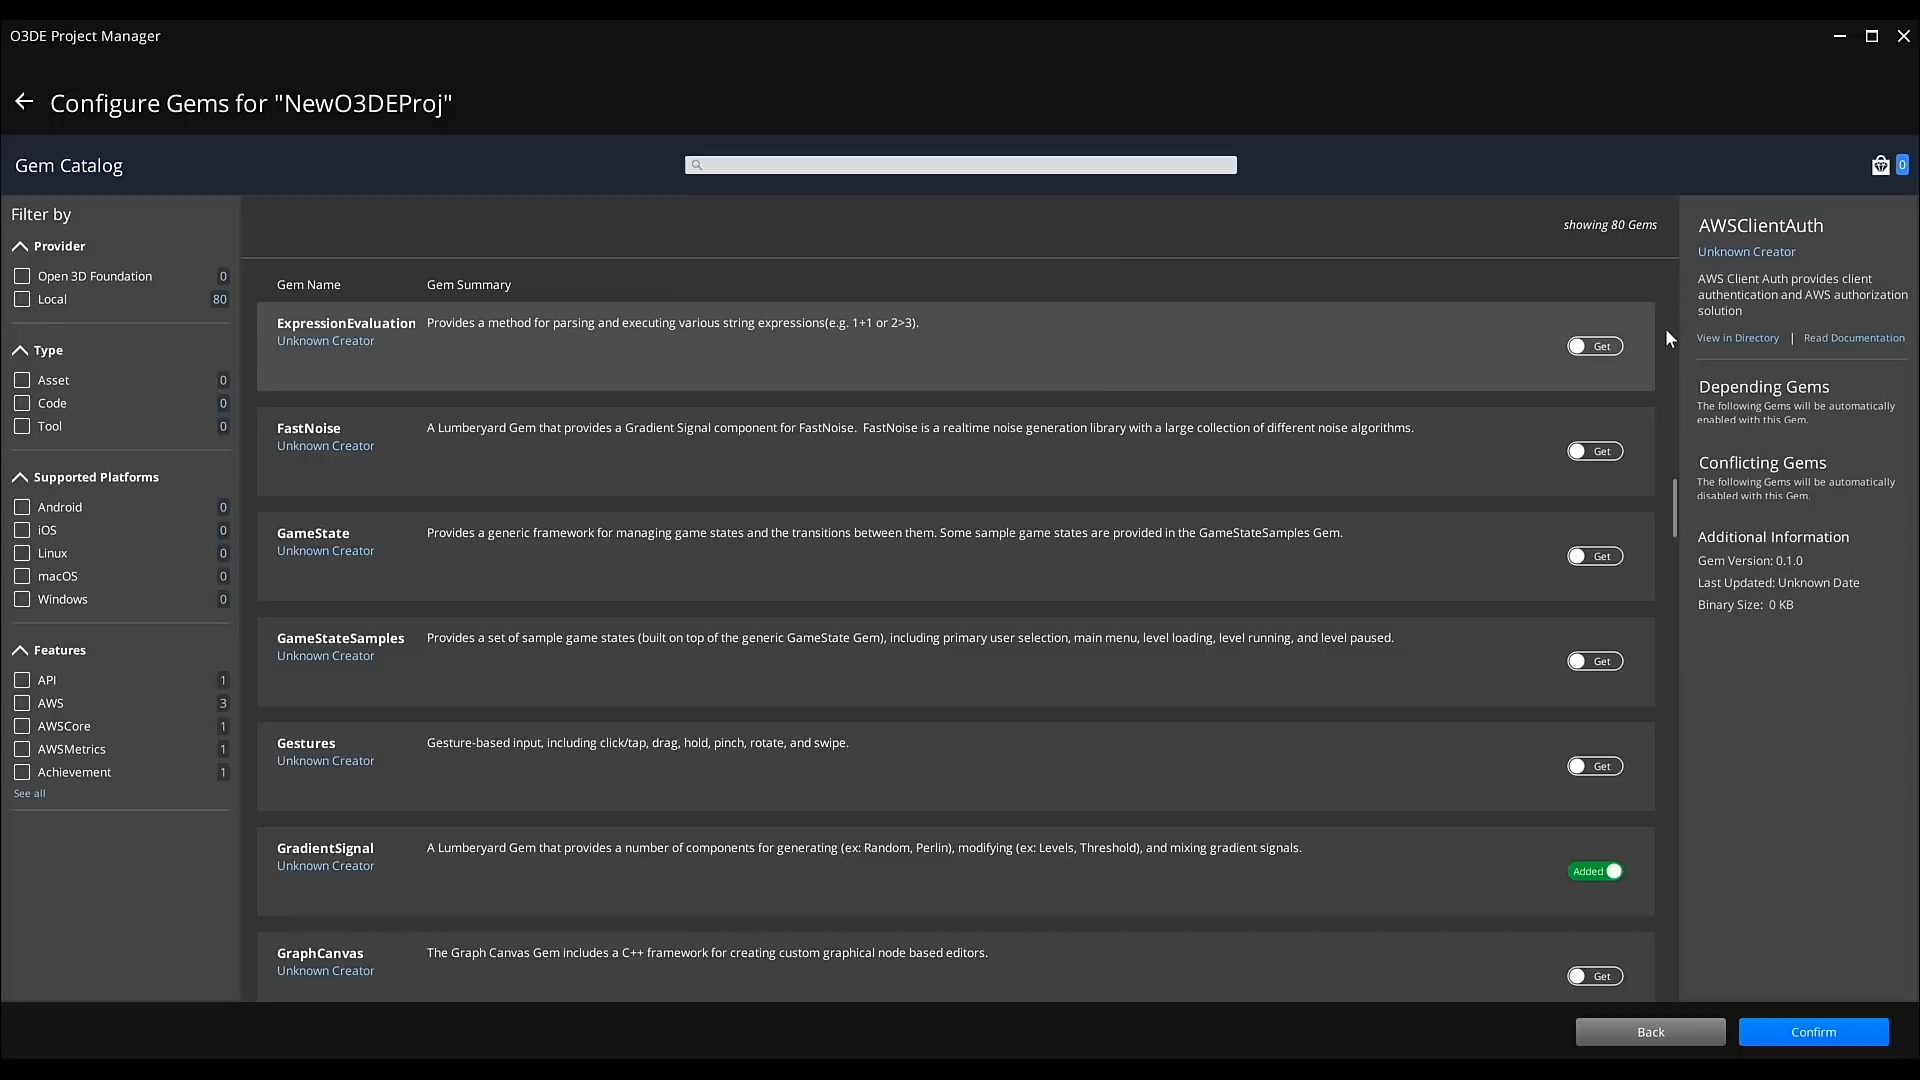 O3DE Project Manager
Configure Gems for "NewO3DEProj"
Gem Catalog
0
Filter by
Provider
Open 3D Foundation 0
Local 80
Type
Asset 0
Code 0
Tool 0
Supported Platforms
Android 0
iOS 0
Linux 0
macOS 0
Windows 0
Features
API 1
AWS 3
AWSCore 1
AWSMetrics 1
Achievement 1
See all
showing 80 Gems
Gem Name Gem Summary
ExpressionEvaluation Provides a method for parsing and executing various string expressions(e.g. 1+1 or 2>3).
Unknown Creator
Get
FastNoise A Lumberyard Gem that provides a Gradient Signal component for FastNoise.  FastNoise is a realtime noise generation library with a large collection of different noise algorithms.
Unknown Creator
Get
GameState Provides a generic framework for managing game states and the transitions between them. Some sample game states are provided in the GameStateSamples Gem.
Unknown Creator
Get
GameStateSamples Provides a set of sample game states (built on top of the generic GameState Gem), including primary user selection, main menu, level loading, level running, and level paused.
Unknown Creator
Get
Gestures Gesture-based input, including click/tap, drag, hold, pinch, rotate, and swipe.
Unknown Creator
Get
GradientSignal A Lumberyard Gem that provides a number of components for generating (ex: Random, Perlin), modifying (ex: Levels, Threshold), and mixing gradient signals.
Unknown Creator
Added
GraphCanvas The Graph Canvas Gem includes a C++ framework for creating custom graphical node based editors.
Unknown Creator
Get
AWSClientAuth
Unknown Creator
AWS Client Auth provides client
authentication and AWS authorization
solution
View in Directory | Read Documentation
Depending Gems
The following Gems will be automatically
enabled with this Gem.
Conflicting Gems
The following Gems will be automatically
disabled with this Gem.
Additional Information
Gem Version: 0.1.0
Last Updated: Unknown Date
Binary Size:  0 KB
Back
Confirm